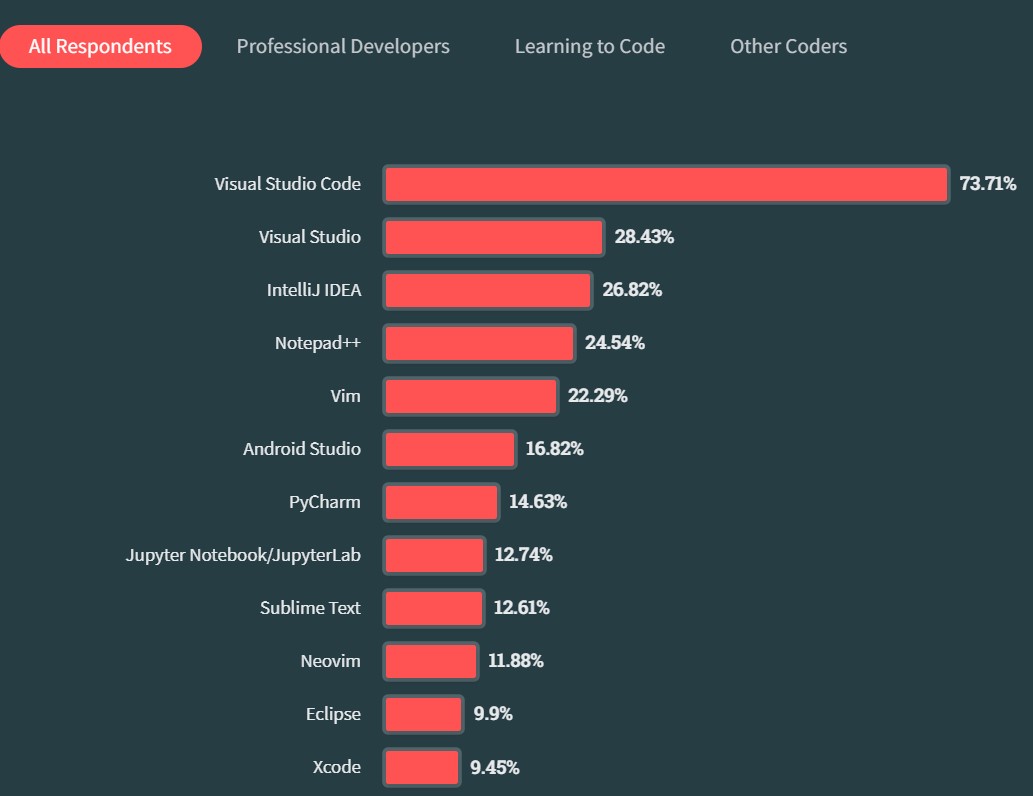 All Respondents Professional Developers Learning to Code Other Coders
Visual Studio Code 73.71%
Visual Studio 28.43%
IntelliJ IDEA 26.82%
Notepad++ 24.54%
Vim 22.29%
Android Studio 16.82%
PyCharm 14.63%
Jupyter Notebook/JupyterLab 12.74%
Sublime Text 12.61%
Neovim 11.88%
Eclipse 9.9%
Xcode 9.45%